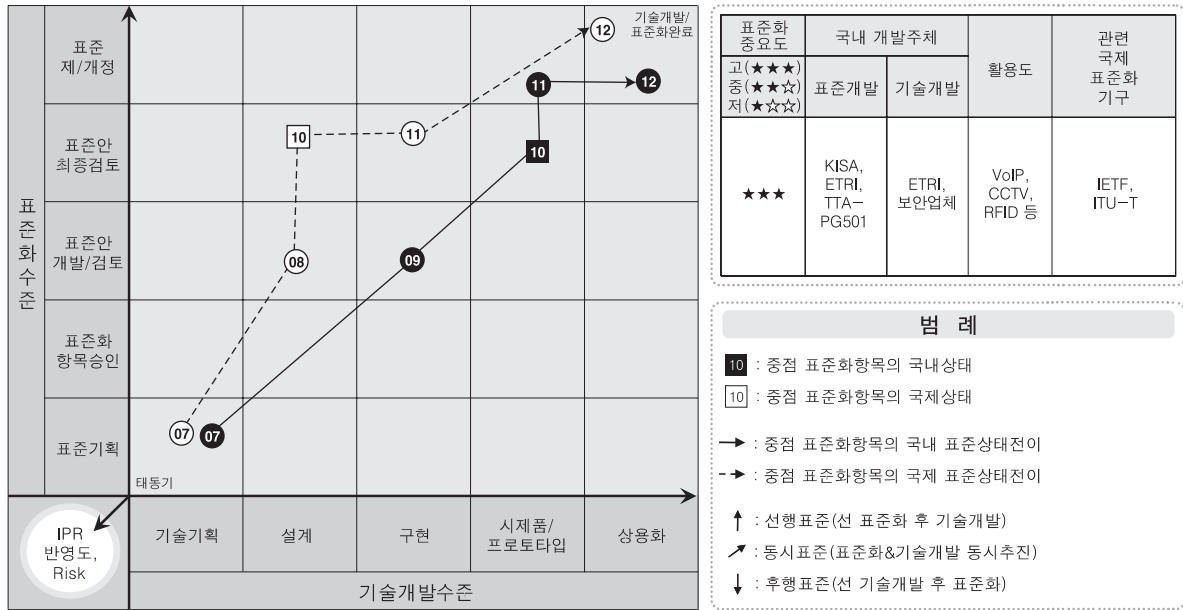 표준화수준
표준
제/개정
표준안
최종검토
표준안
개발/검토
표준화
항목승인
표준기획
기술개발/
표준화완료
12
11
12
10
11
10
08
09
07
07
태동기
IPR
반영도,
Risk
기술기획
설계
구현
시제품/
프로토타입
상용화
기술개발수준
표준화
중요도
국내 개발주체
활용도
관련
국제
표준화
기구
고(★★★)
중(★★☆)
저(★☆☆)
표준개발
기술개발
★★★
KISA,
ETRI,
TTA-
PG501
ETRI,
보안업체
VoIP,
CCTV,
RFID 등
IETF,
ITU-T
범 례
10 : 중점 표준화항목의 국내상태
10 : 중점 표준화항목의 국제상태
: 중점 표준화항목의 국내 표준상태전이
: 중점 표준화항목의 국제 표준상태전이
: 선행표준(선 표준화 후 기술개발)
: 동시표준(표준화&기술개발 동시추진)
: 후행표준(선 기술개발 후 표준화)